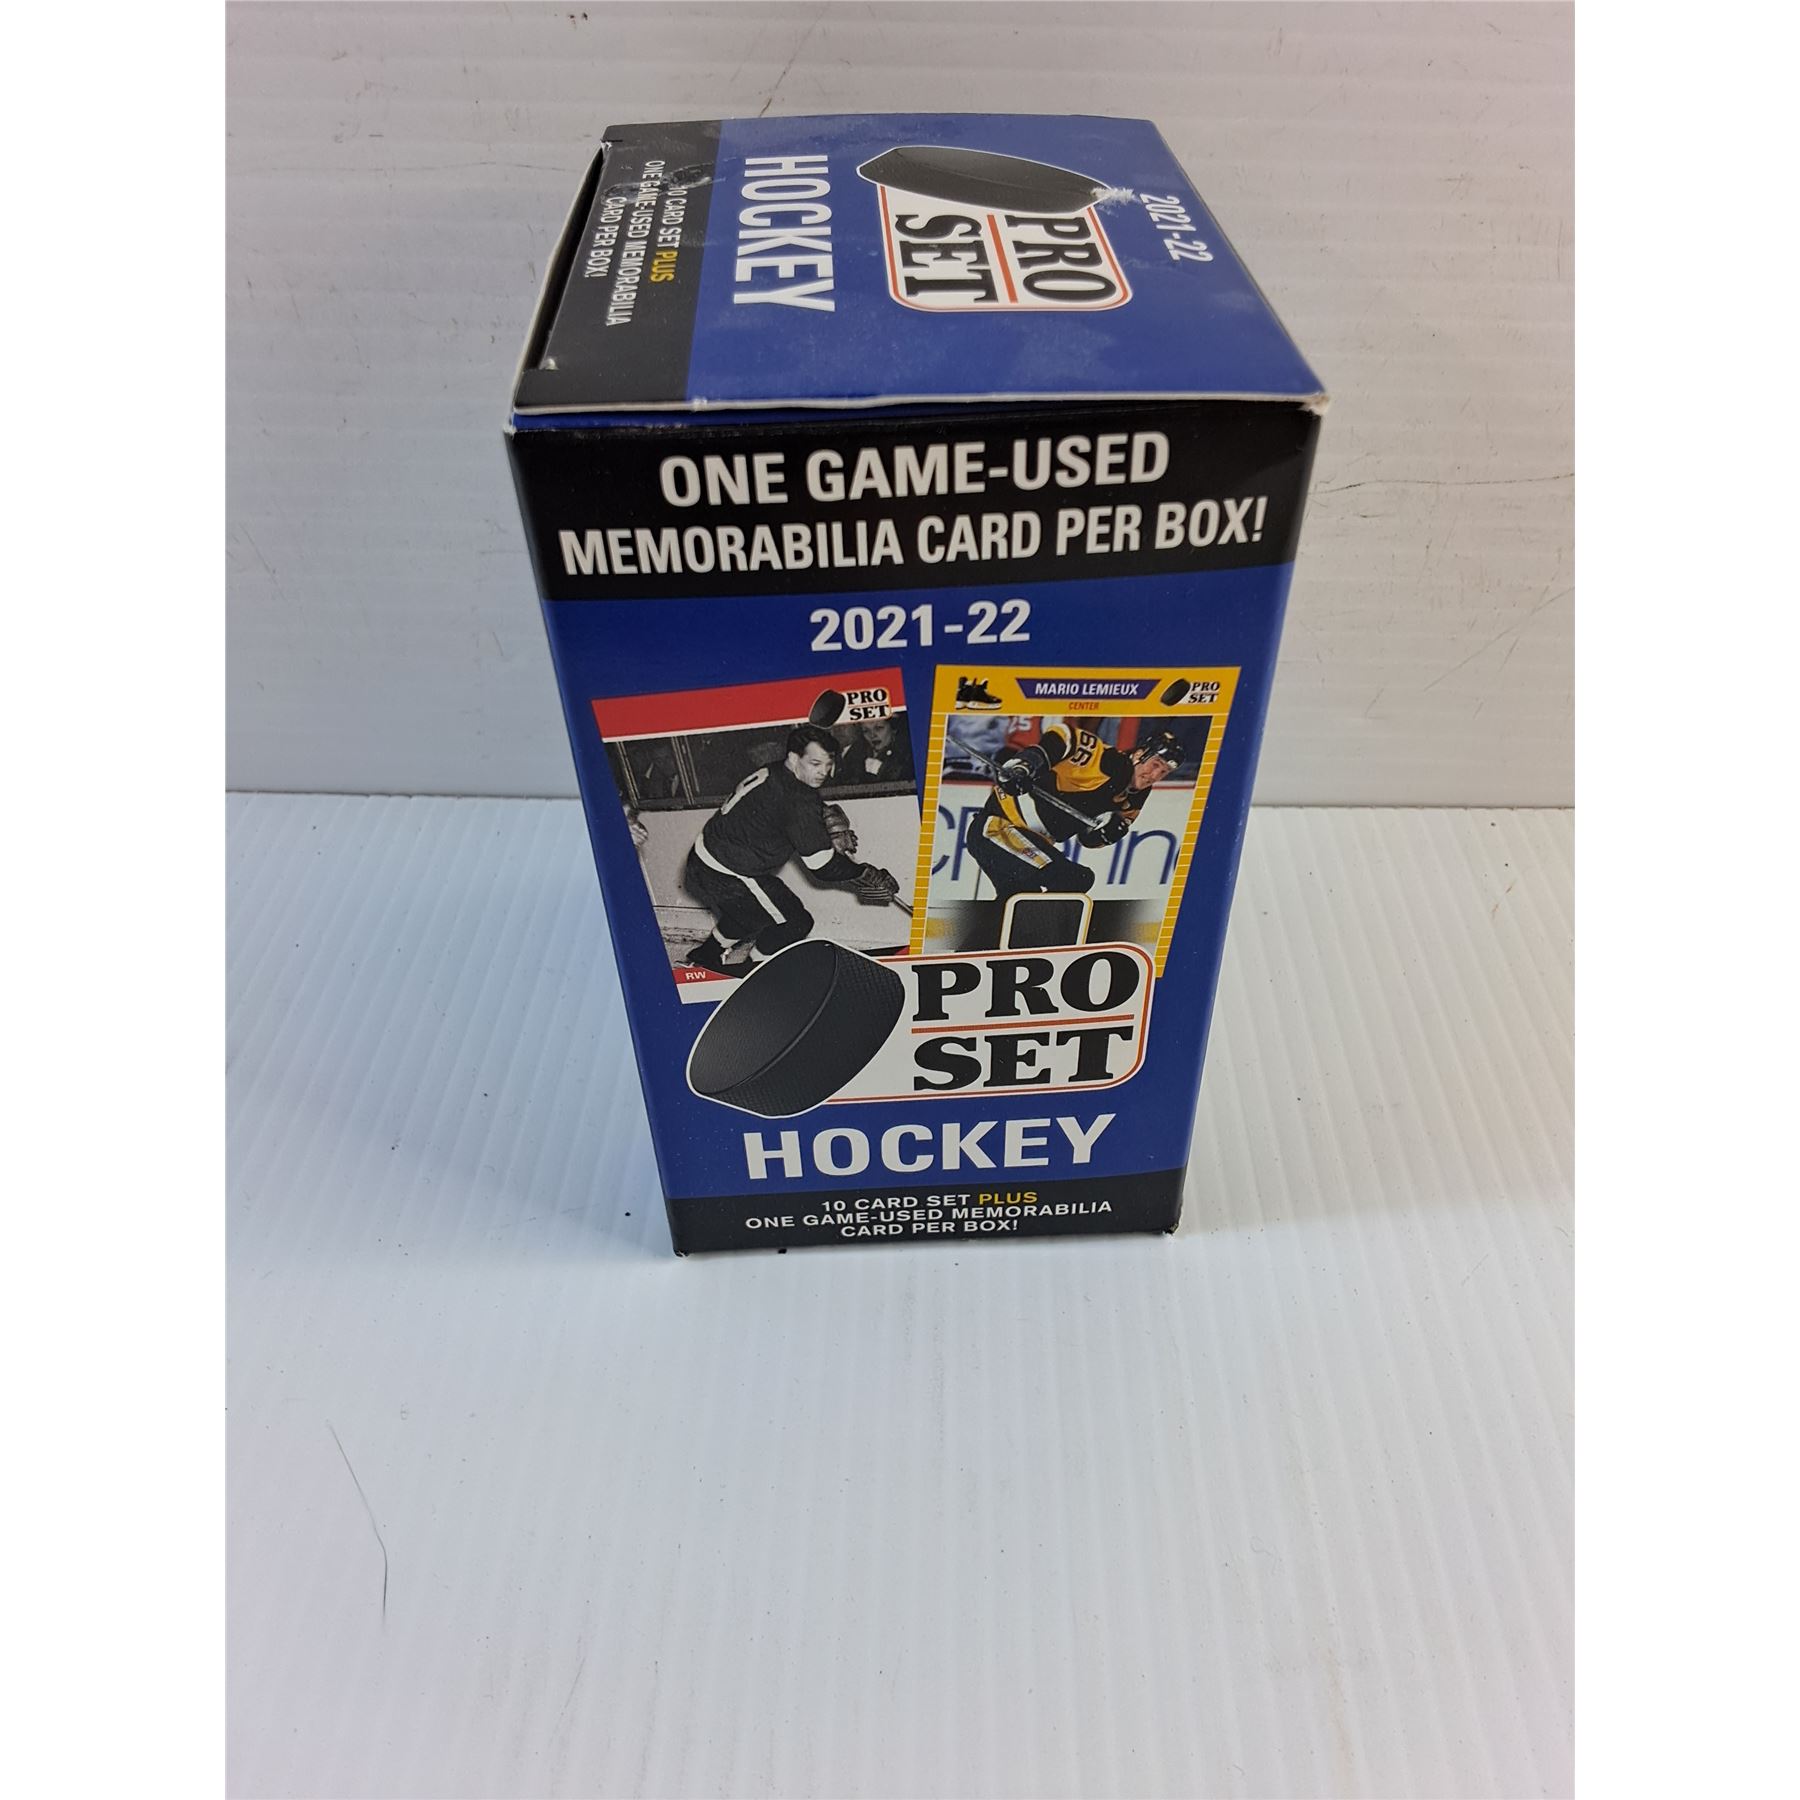 2021-22
PRO
SET
HOCKEY
10 CARD SET PLUS
ONE GAME-USED MEMORABILIA
CARD PER BOX!
ONE GAME-USED
MEMORABILIA CARD PER BOX!
2021-22
PRO
SET
9
RW
MARIO LEMIEUX
CENTER
PRO
SET
66
PRO
SET
HOCKEY
10 CARD SET PLUS
ONE GAME-USED MEMORABILIA
CARD PER BOX!